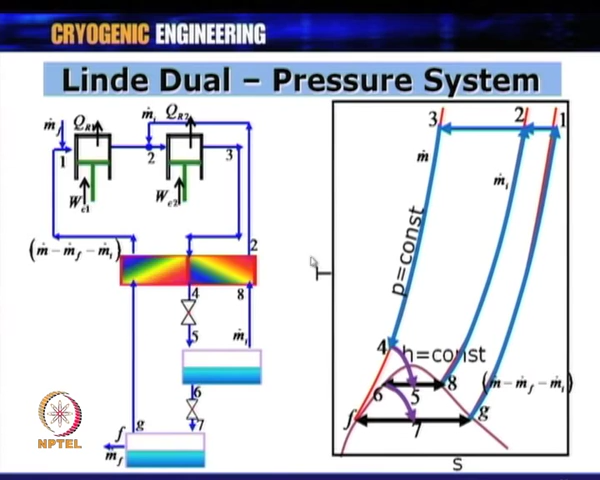 CRYOGENIC ENGINEERING
Linde Dual – Pressure System
ṁf
QR1
ṁi
QR2
1
2
3
Wc1
Wc2
(ṁ − ṁf − ṁi)
2
4
8
5
ṁi
6
7
f
g
ṁf
NPTEL
3
2
1
ṁ
ṁi
p=const
T
4
h=const
6
5
8
(ṁ − ṁf − ṁi)
f
7
g
s